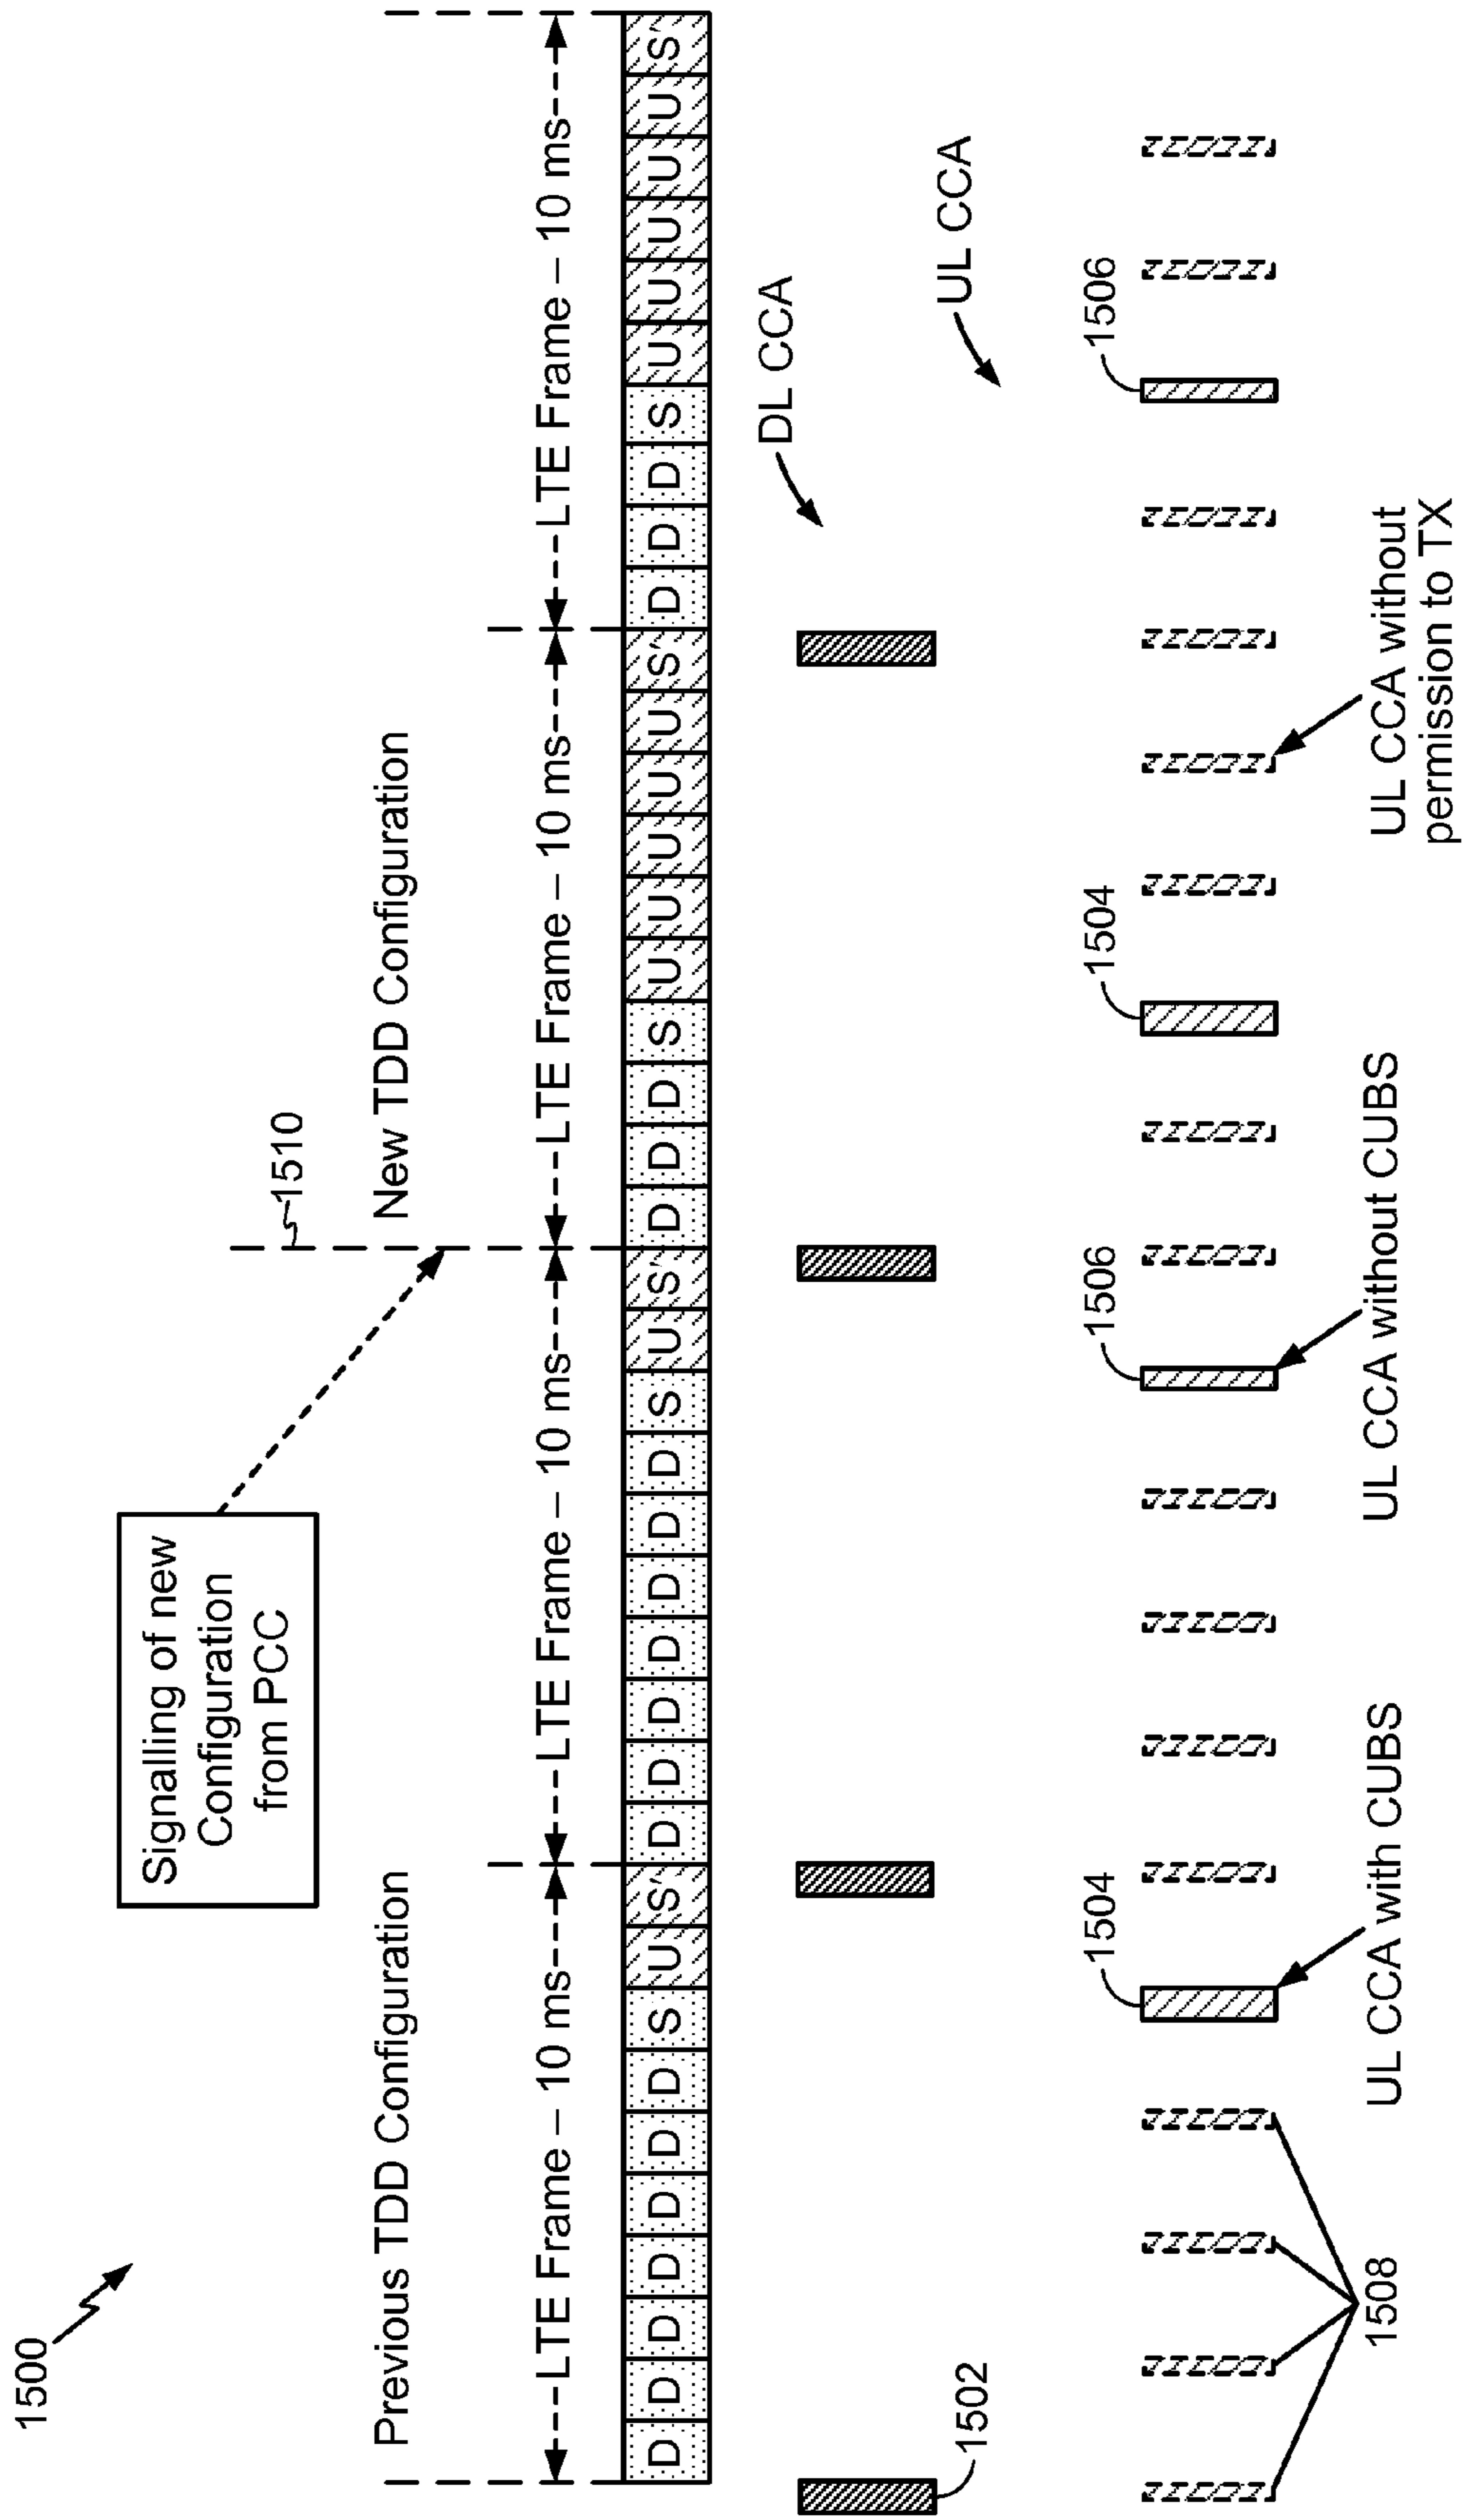 1500
Signalling of new
Configuration
from PCC
1510
Previous TDD Configuration
New TDD Configuration
LTE Frame – 10 ms
LTE Frame – 10 ms
LTE Frame – 10 ms
LTE Frame – 10 ms
D D D D D D D S U S' D D D D D D D S U S' D D D S U U U U U S' D D D S U U U U U S'
DL CCA
1502
UL CCA
1504
1506
1504
1506
1508
UL CCA with CUBS
UL CCA without CUBS
UL CCA without
permission to TX